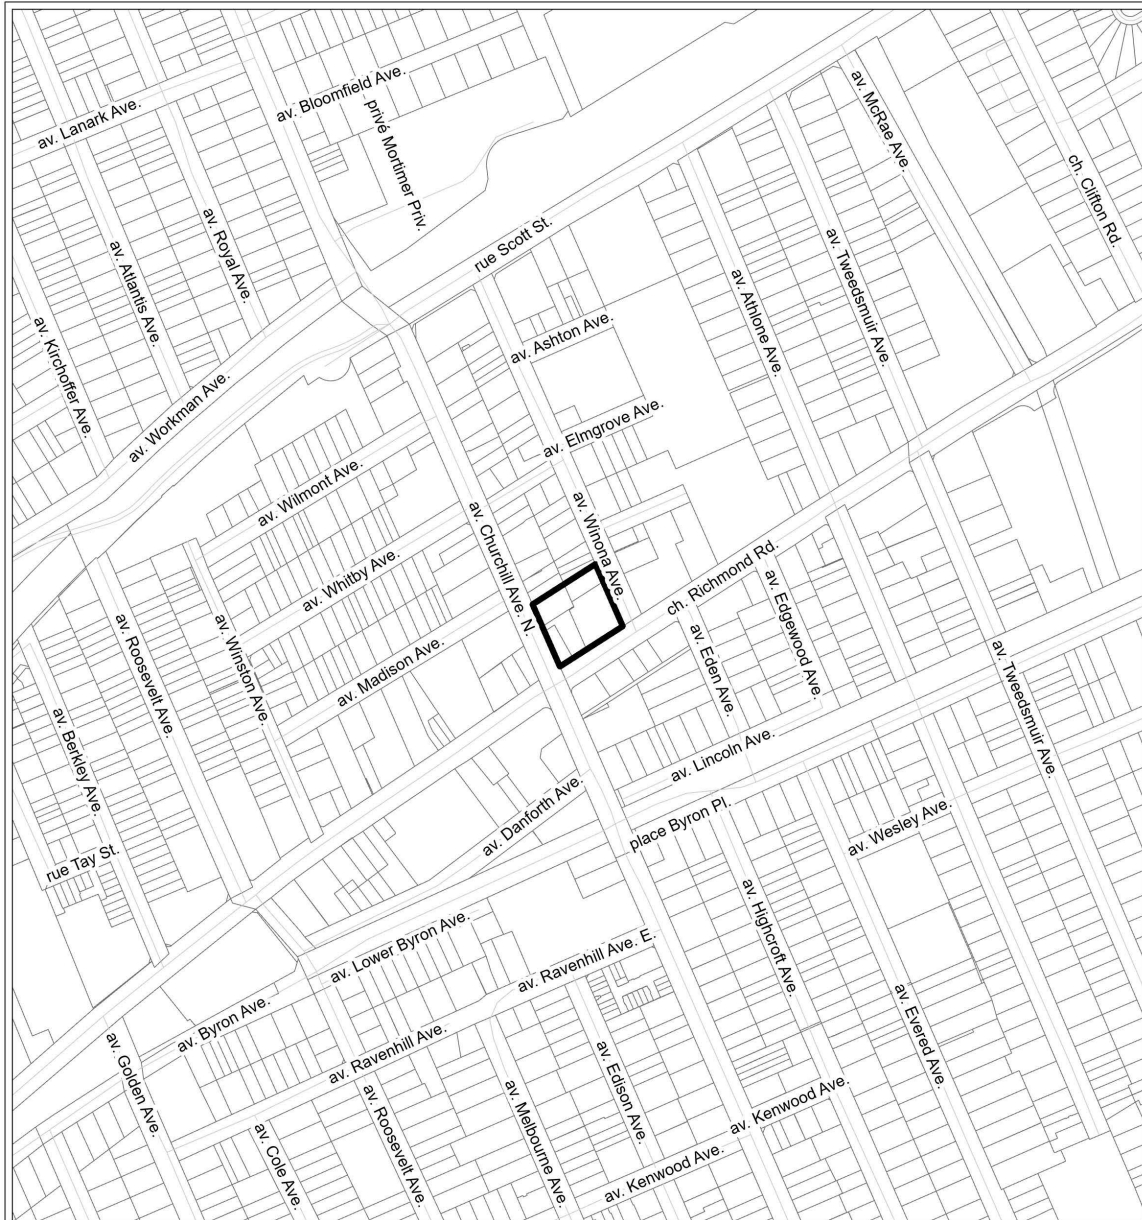 av. Lanark Ave.
av. Bloomfield Ave.
privé Mortimer Priv.
av. McRae Ave.
ch. Clifton Rd.
av. Royal Ave.
av. Atlantis Ave.
rue Scott St.
av. Tweedsmuir Ave.
av. Athlone Ave.
av. Kirchoffer Ave.
av. Ashton Ave.
av. Workman Ave.
av. Elmgrove Ave.
av. Wilmont Ave.
av. Churchill Ave. N.
av. Winona Ave.
av. Whitby Ave.
ch. Richmond Rd.
av. Edgewood Ave.
av. Roosevelt Ave.
av. Winston Ave.
av. Madison Ave.
av. Eden Ave.
av. Tweedsmuir Ave.
av. Berkley Ave.
av. Lincoln Ave.
av. Danforth Ave.
place Byron Pl.
av. Wesley Ave.
rue Tay St.
av. Highcroft Ave.
av. Lower Byron Ave.
av. Ravenhill Ave. E.
av. Byron Ave.
av. Evered Ave.
av. Ravenhill Ave.
av. Golden Ave.
av. Edison Ave.
av. Roosevelt Ave.
av. Melbourne Ave.
av. Kenwood Ave.
av. Cole Ave.
av. Kenwood Ave.